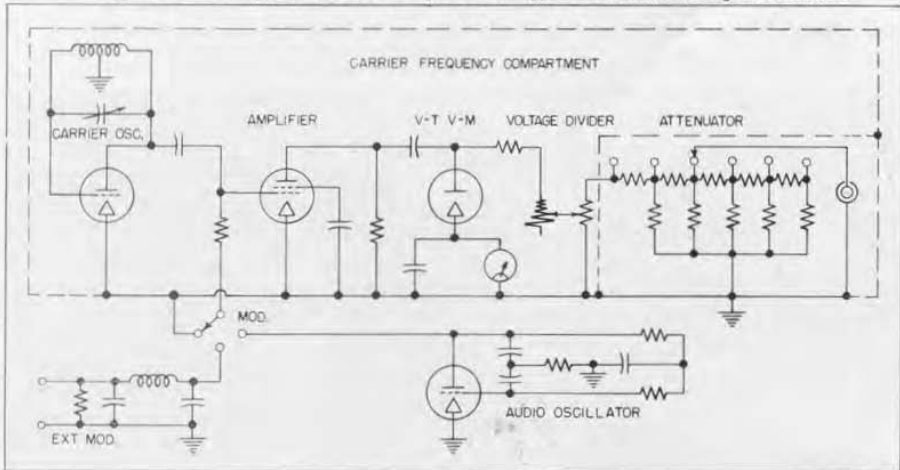 CARRIER FREQUENCY COMPARTMENT
CARRIER OSC.
AMPLIFIER
V-T V-M
VOLTAGE DIVIDER
ATTENUATOR
MOD.
EXT MOD.
AUDIO OSCILLATOR